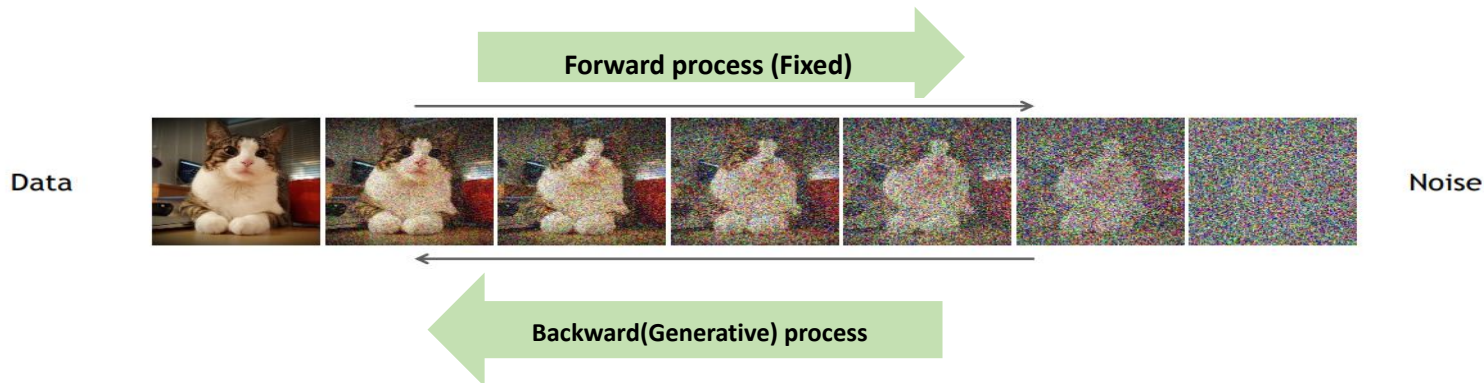 Forward process (Fixed)
Data
Noise
Backward(Generative) process